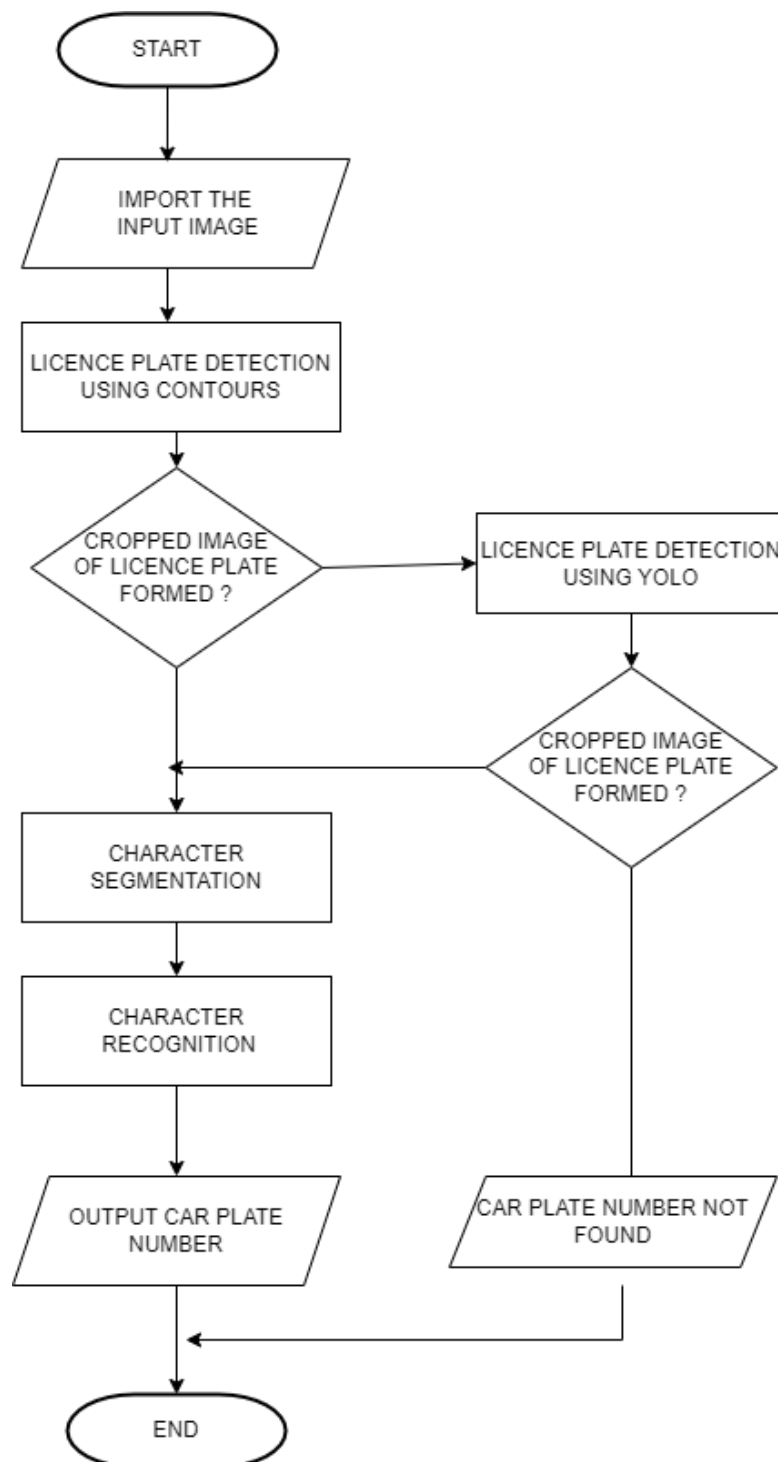 START
IMPORT THE
INPUT IMAGE
LICENCE PLATE DETECTION
USING CONTOURS
CROPPED IMAGE
OF LICENCE PLATE
FORMED ?
LICENCE PLATE DETECTION
USING YOLO
CROPPED IMAGE
OF LICENCE PLATE
FORMED ?
CHARACTER
SEGMENTATION
CHARACTER
RECOGNITION
OUTPUT CAR PLATE
NUMBER
CAR PLATE NUMBER NOT
FOUND
END